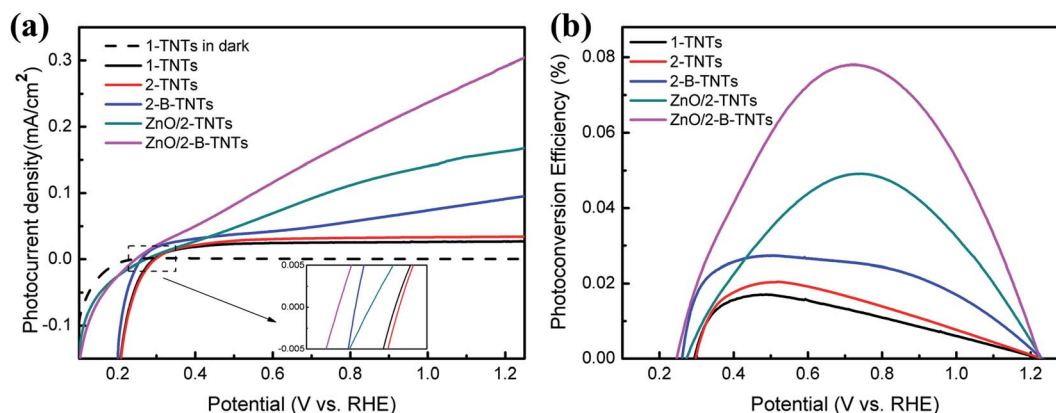 (a)
1-TNTs in dark
1-TNTs
2-TNTs
2-B-TNTs
ZnO/2-TNTs
ZnO/2-B-TNTs
Photocurrent density(mA/cm²)
0.3
0.2
0.1
0.0
-0.1
0.005
0.000
-0.005
0.2 0.4 0.6 0.8 1.0 1.2
Potential (V vs. RHE)
(b)
1-TNTs
2-TNTs
2-B-TNTs
ZnO/2-TNTs
ZnO/2-B-TNTs
Photoconversion Efficiency (%)
0.08
0.06
0.04
0.02
0.00
0.2 0.4 0.6 0.8 1.0 1.2
Potential (V vs. RHE)